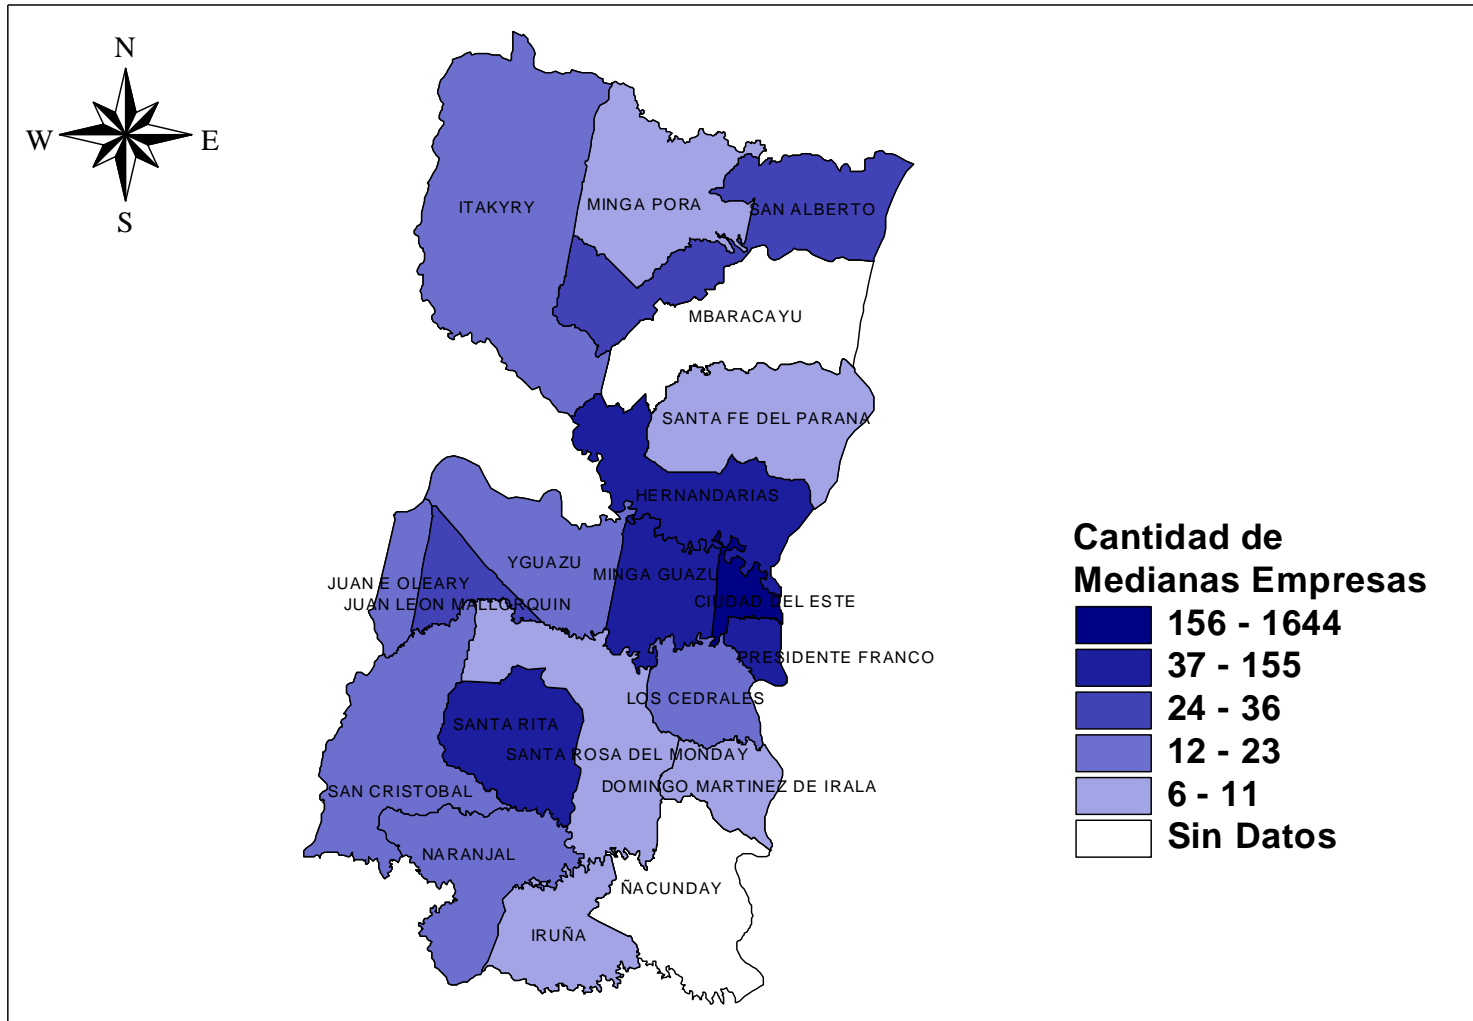 N
W
E
S
ITAKYRY
MINGA PORA
SAN ALBERTO
MBARACAYU
SANTA FE DEL PARANA
HERNANDARIAS
YGUAZU
MINGA GUAZU
JUAN E OLEARY
JUAN LEON MALLORQUIN
CIUDAD DEL ESTE
PRESIDENTE FRANCO
LOS CEDRALES
SANTA RITA
SANTA ROSA DEL MONDAY
DOMINGO MARTINEZ DE IRALA
SAN CRISTOBAL
NARANJAL
ÑACUNDAY
IRUÑA
Cantidad de
Medianas Empresas
156 - 1644
37 - 155
24 - 36
12 - 23
6 - 11
Sin Datos